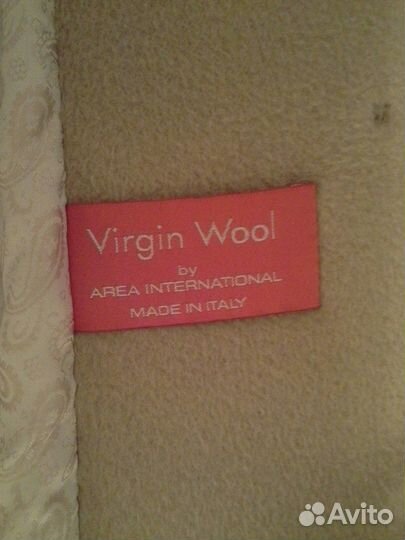 Virgin Wool
by
AREA INTERNATIONAL
MADE IN ITALY
Avito